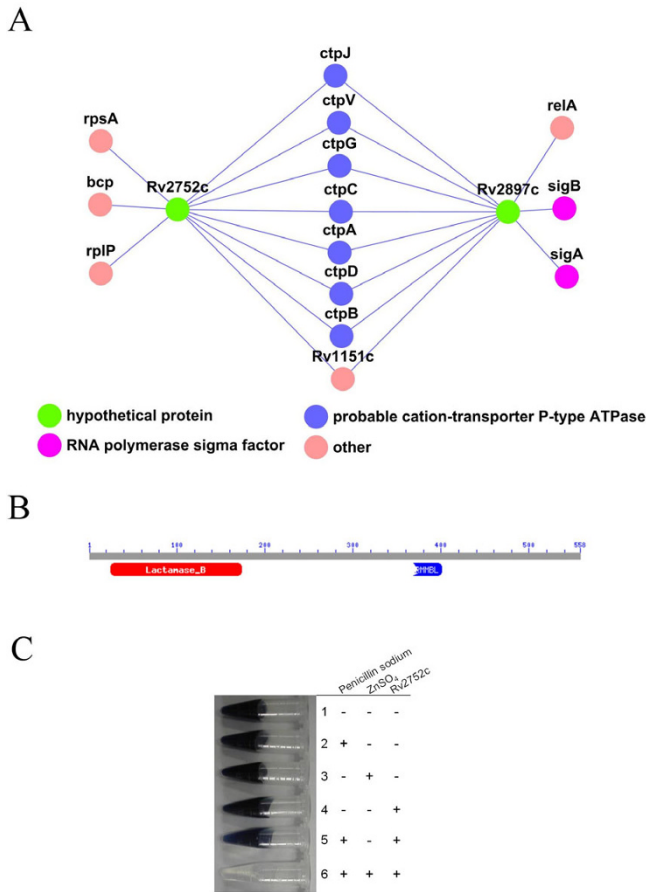 A
ctpJ
ctpV
rpsA
relA
ctpG
bcp
Rv2752c
ctpC
Rv2897c
sigB
rplP
ctpA
sigA
ctpD
ctpB
Rv1151c
hypothetical protein
probable cation-transporter P-type ATPase
RNA polymerase sigma factor
other
B
1 100 200 300 400 500 558
Lactamase_B
RMMBL
C
Penicillin sodium
ZnSO₄
Rv2752c
1 - - -
2 + - -
3 - + -
4 - - +
5 + - +
6 + + +